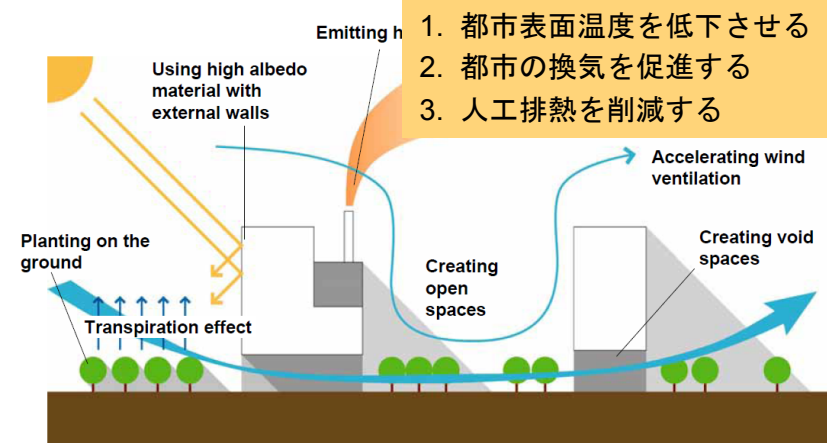 1. 都市表面温度を低下させる
2. 都市の換気を促進する
3. 人工排熱を削減する
Emitting
Using high albedo
material with
external walls
Accelerating wind
ventilation
Planting on the
ground
Creating void
spaces
Creating
open
spaces
Transpiration effect